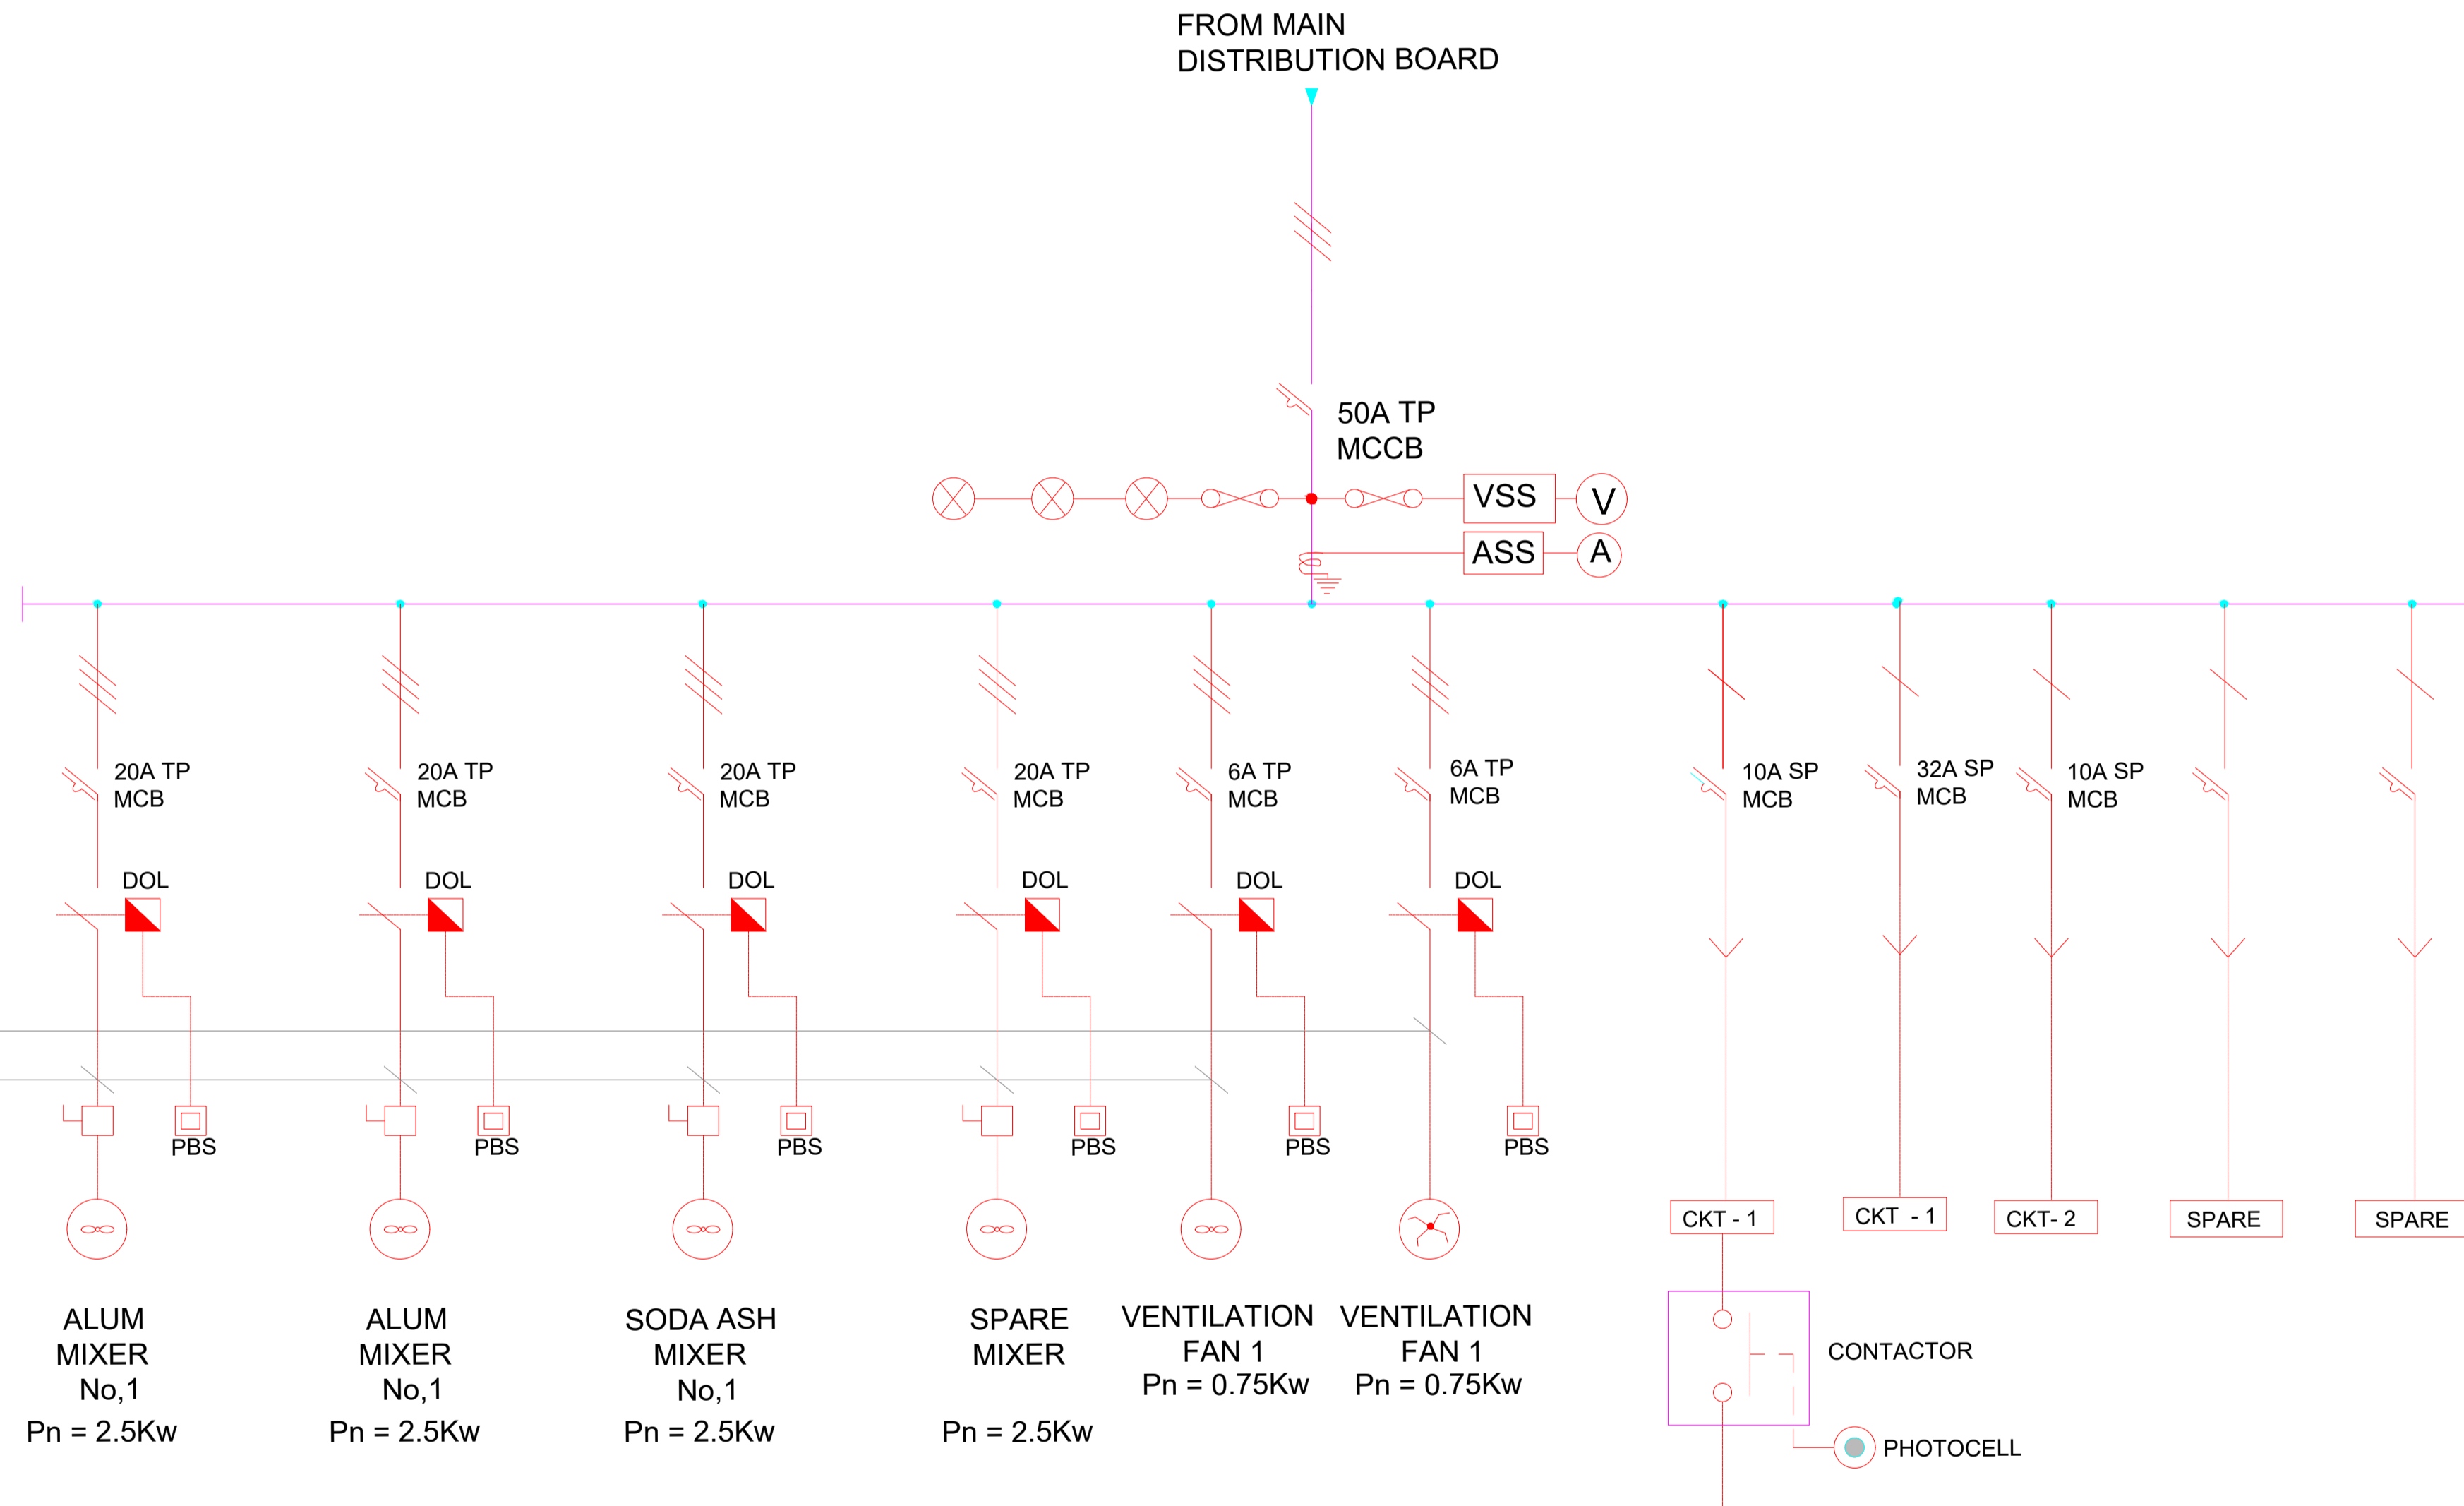 FROM MAIN
DISTRIBUTION BOARD
50A TP
MCCB
VSS
V
ASS
A
20A TP
MCB
20A TP
MCB
20A TP
MCB
20A TP
MCB
6A TP
MCB
6A TP
MCB
10A SP
MCB
32A SP
MCB
10A SP
MCB
DOL
DOL
DOL
DOL
DOL
DOL
PBS
PBS
PBS
PBS
PBS
PBS
CKT - 1
CKT - 1
CKT- 2
SPARE
SPARE
ALUM
MIXER
No,1
Pn = 2.5Kw
ALUM
MIXER
No,1
Pn = 2.5Kw
SODA ASH
MIXER
No,1
Pn = 2.5Kw
SPARE
MIXER
Pn = 2.5Kw
VENTILATION
FAN 1
Pn = 0.75Kw
VENTILATION
FAN 1
Pn = 0.75Kw
CONTACTOR
PHOTOCELL